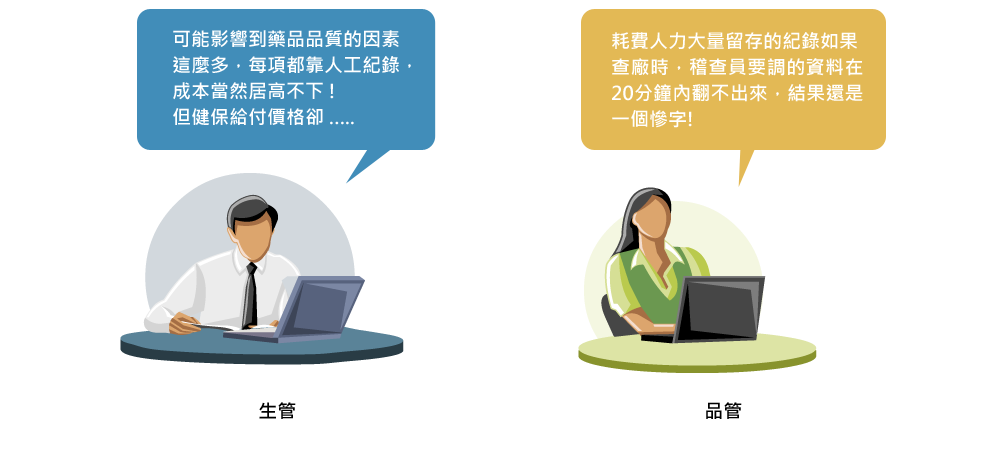 可能影響到藥品品質的因素
這麼多，每項都靠人工紀錄，
成本當然居高不下！
但健保給付價格卻 .....
耗費人力大量留存的紀錄如果
查廠時，稽查員要調的資料在
20分鐘內翻不出來，結果還是
一個慘字!
生管
品管